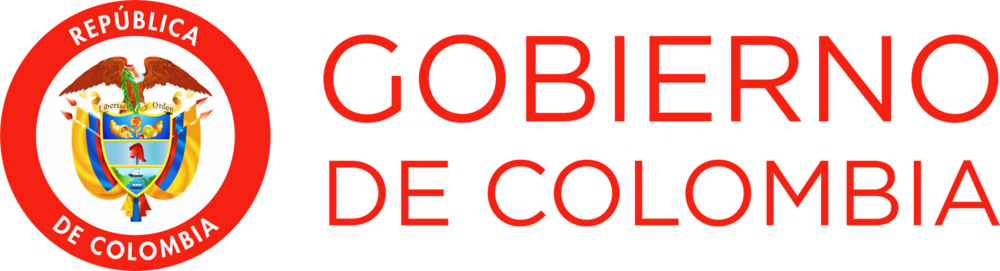 REPÚBLICA
Libertad y Orden
DE COLOMBIA
GOBIERNO
DE COLOMBIA